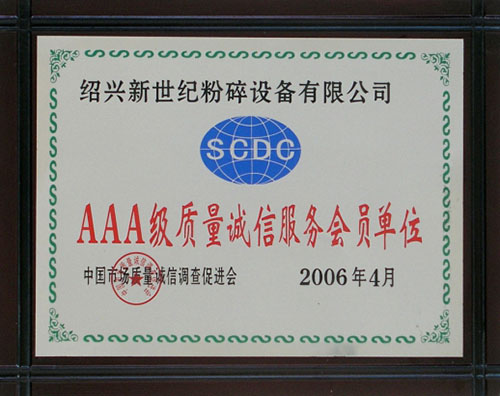 绍兴新世纪粉碎设备有限公司
SCDC
AAA级质量诚信服务会员单位
中国市场质量诚信调查促进会 2006年4月